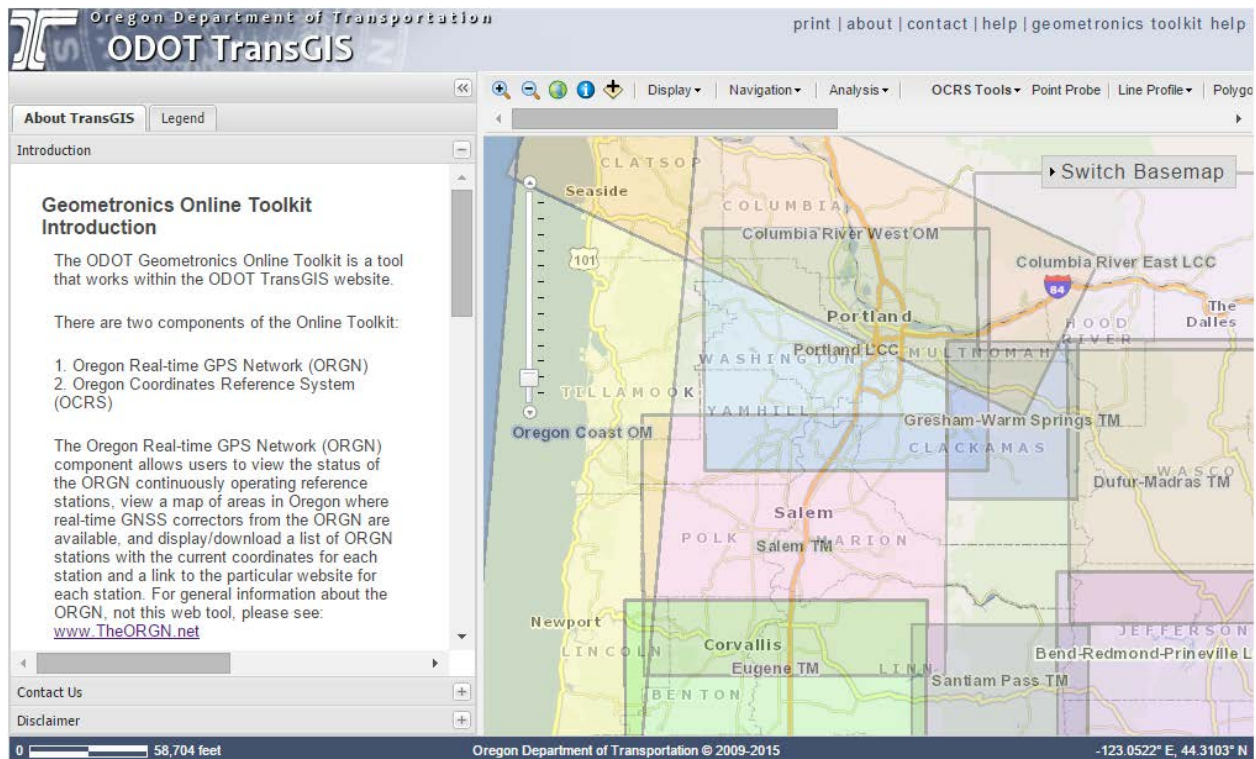 Oregon Department of Transportation
ODOT TransGIS
print | about | contact | help | geometronics toolkit help
Display
Navigation
Analysis
OCRS Tools
Point Probe
Line Profile
Polygo
About TransGIS
Legend
Introduction
Geometronics Online Toolkit
Introduction
The ODOT Geometronics Online Toolkit is a tool
that works within the ODOT TransGIS website.
There are two components of the Online Toolkit:
1. Oregon Real-time GPS Network (ORGN)
2. Oregon Coordinates Reference System
(OCRS)
The Oregon Real-time GPS Network (ORGN)
component allows users to view the status of
the ORGN continuously operating reference
stations, view a map of areas in Oregon where
real-time GNSS correctors from the ORGN are
available, and display/download a list of ORGN
stations with the current coordinates for each
station and a link to the particular website for
each station. For general information about the
ORGN, not this web tool, please see:
www.TheORGN.net
Contact Us
Disclaimer
Switch Basemap
CLATSOP
Seaside
COLUMBIA
Columbia River West OM
101
Columbia River East LCC
84
The
Dalles
Portland
HOOD
RIVER
WASHINGTON
Portland LCC
MULTNOMAH
TILLAMOOK
YAMHILL
Gresham-Warm Springs TM
Oregon Coast OM
CLACKAMAS
WASCO
Dufur-Madras TM
Salem
POLK
MARION
Salem TM
Newport
JEFFERSON
LINCOLN
Corvallis
Bend-Redmond-Prineville L
Eugene TM
LINN
Santiam Pass TM
BENTON
0
58,704 feet
Oregon Department of Transportation © 2009-2015
-123.0522° E, 44.3103° N